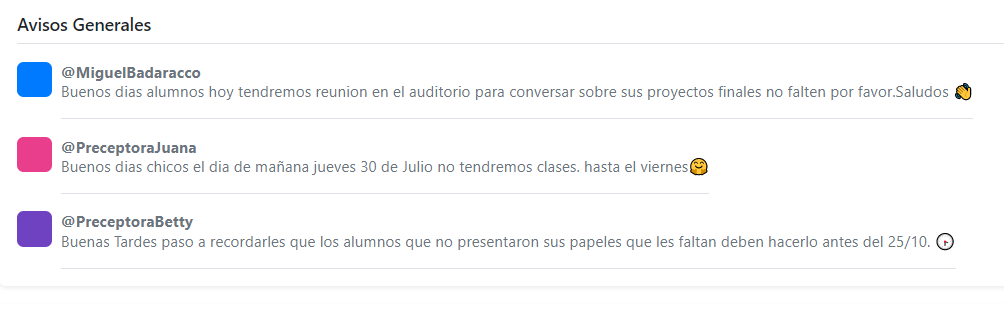 Avisos Generales
@MiguelBadaracco
Buenos dias alumnos hoy tendremos reunion en el auditorio para conversar sobre sus proyectos finales no falten por favor.Saludos 👏
@PreceptoraJuana
Buenos dias chicos el dia de mañana jueves 30 de Julio no tendremos clases. hasta el viernes🤗
@PreceptoraBetty
Buenas Tardes paso a recordarles que los alumnos que no presentaron sus papeles que les faltan deben hacerlo antes del 25/10. 🕟